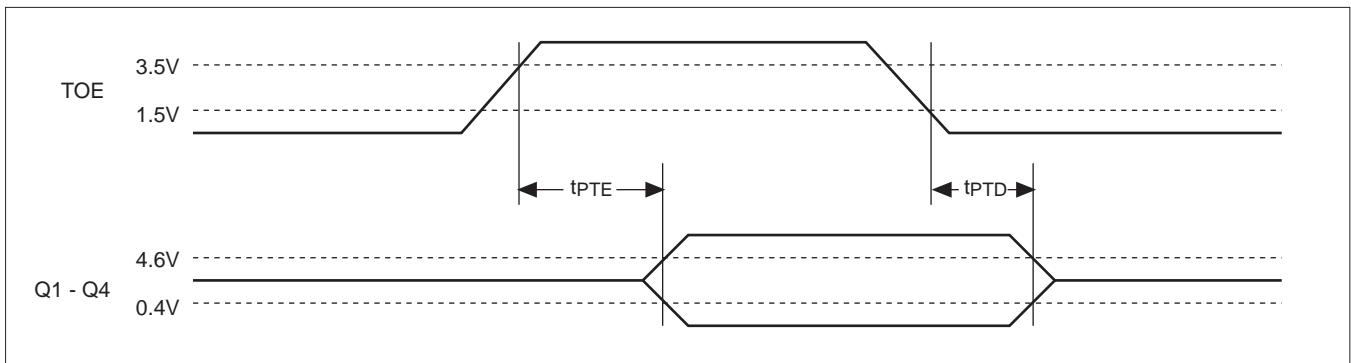 3.5V
TOE
1.5V
tPTE
tPTD
4.6V
Q1 - Q4
0.4V